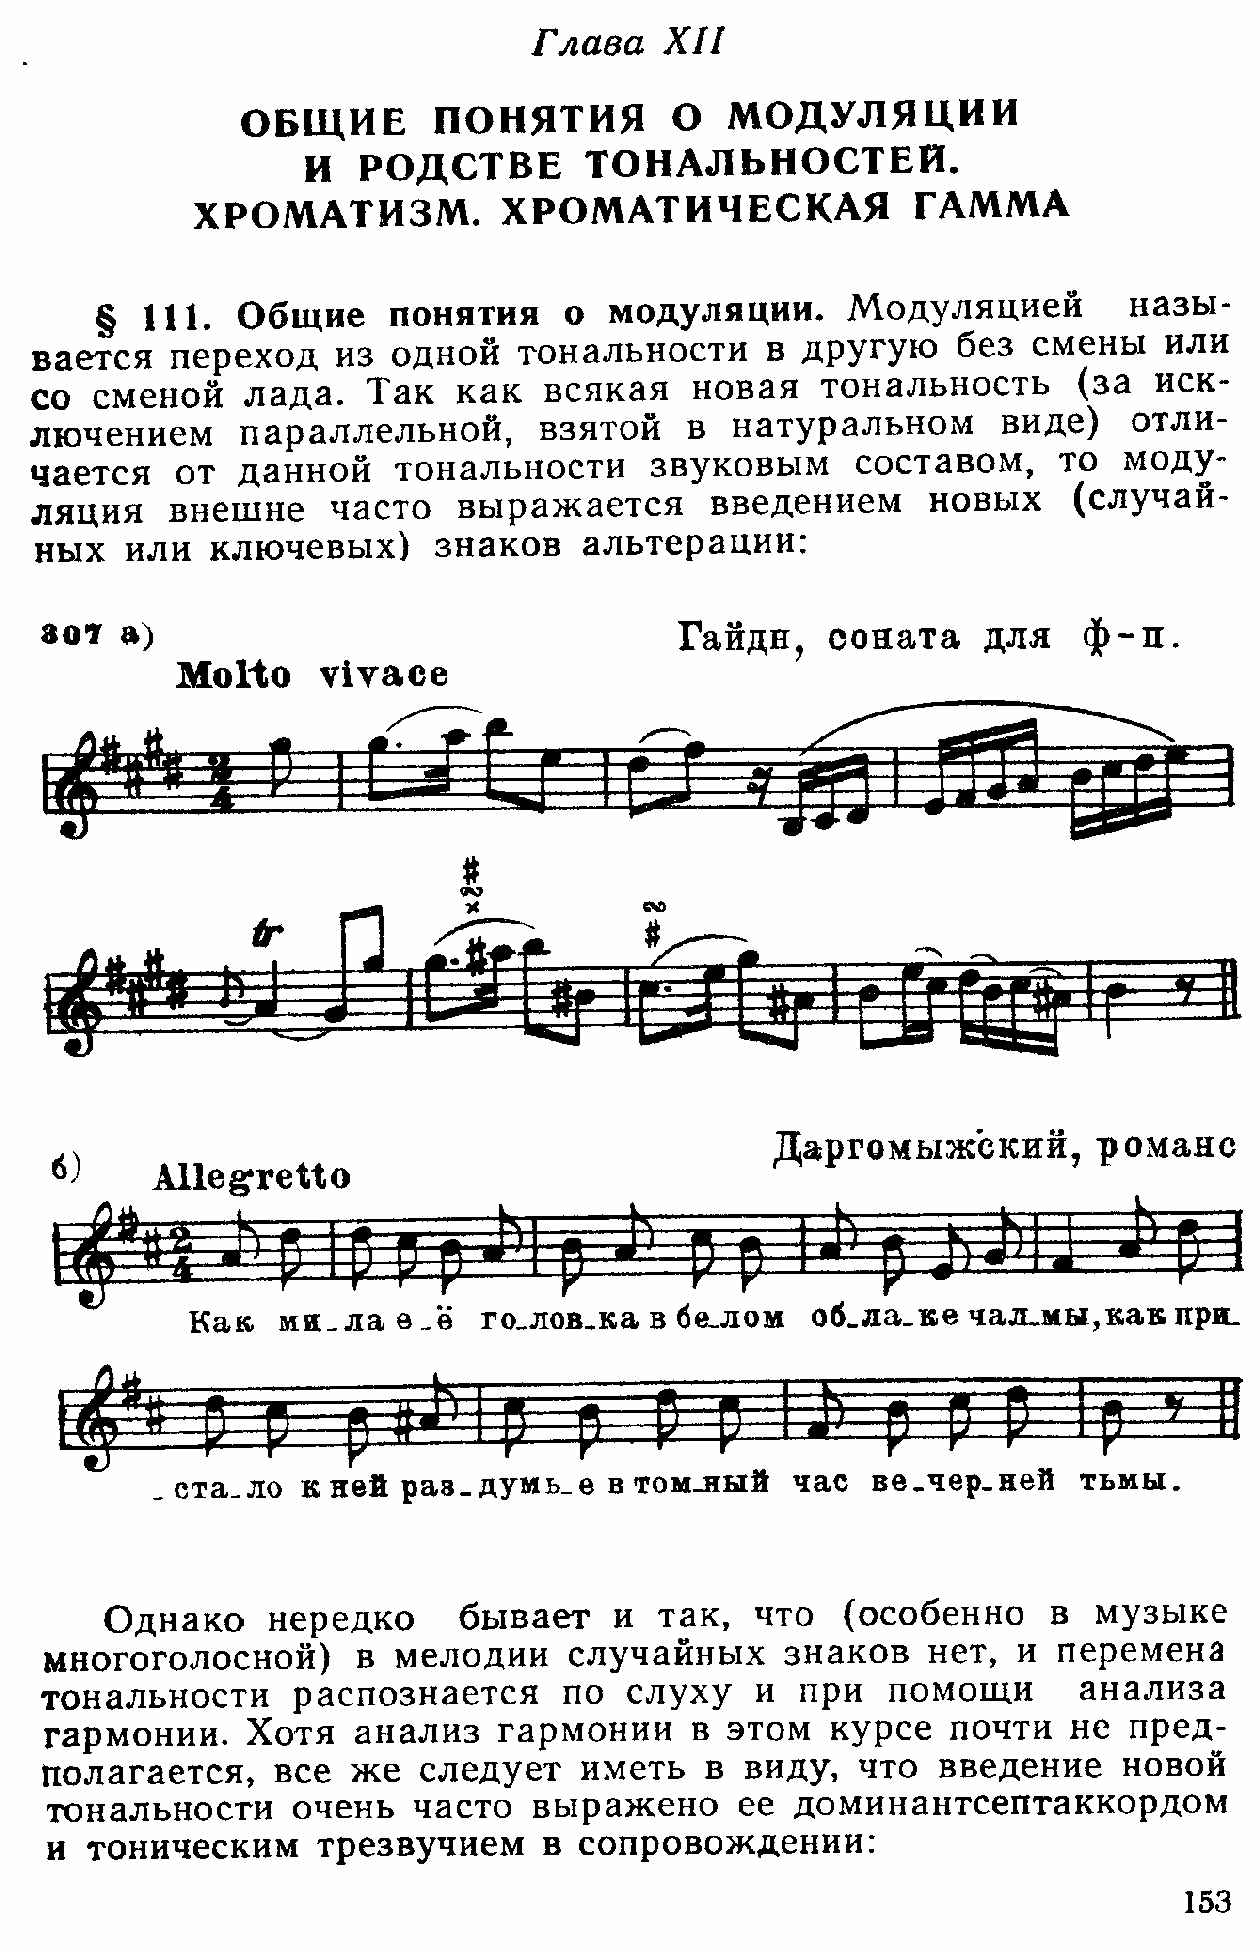 Глава XII
ОБЩИЕ ПОНЯТИЯ О МОДУЛЯЦИИ
И РОДСТВЕ ТОНАЛЬНОСТЕЙ.
ХРОМАТИЗМ. ХРОМАТИЧЕСКАЯ ГАММА
§ 111. Общие понятия о модуляции. Модуляцией назы-
вается переход из одной тональности в другую без смены или
со сменой лада. Так как всякая новая тональность (за иск-
лючением параллельной, взятой в натуральном виде) отли-
чается от данной тональности звуковым составом, то моду-
ляция внешне часто выражается введением новых (случай-
ных или ключевых) знаков альтерации:
307 а) Гайдн, соната для ф-п.
Molto vivace
2
4
tr
б) Даргомыжский, романс
Allegretto
2
4
Как ми_ла е_ё го_лов_ка в бе_лом об_ла_ке чал_мы, как при_
_ ста_ло к ней раз_думь_е в том_ный час ве_чер_ней тьмы.
Однако нередко бывает и так, что (особенно в музыке
многоголосной) в мелодии случайных знаков нет, и перемена
тональности распознается по слуху и при помощи анализа
гармонии. Хотя анализ гармонии в этом курсе почти не пред-
полагается, все же следует иметь в виду, что введение новой
тональности очень часто выражено ее доминантсептаккордом
и тоническим трезвучием в сопровождении:
153